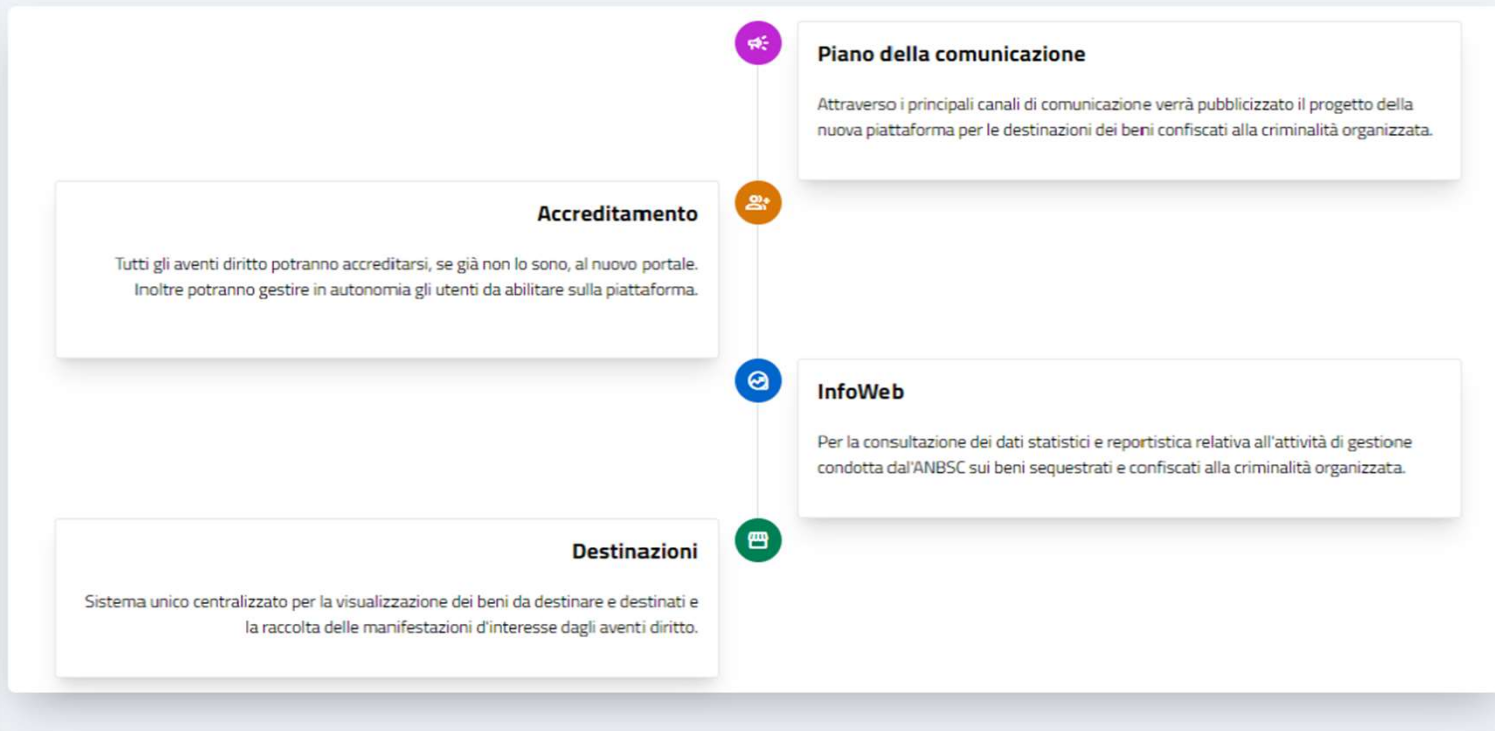 Piano della comunicazione
Attraverso i principali canali di comunicazione verrà pubblicizzato il progetto della
nuova piattaforma per le destinazioni dei beni confiscati alla criminalità organizzata.
Accreditamento
Tutti gli aventi diritto potranno accreditarsi, se già non lo sono, al nuovo portale.
Inoltre potranno gestire in autonomia gli utenti da abilitare sulla piattaforma.
InfoWeb
Per la consultazione dei dati statistici e reportistica relativa all'attività di gestione
condotta dal'ANBSC sui beni sequestrati e confiscati alla criminalità organizzata.
Destinazioni
Sistema unico centralizzato per la visualizzazione dei beni da destinare e destinati e
la raccolta delle manifestazioni d'interesse dagli aventi diritto.